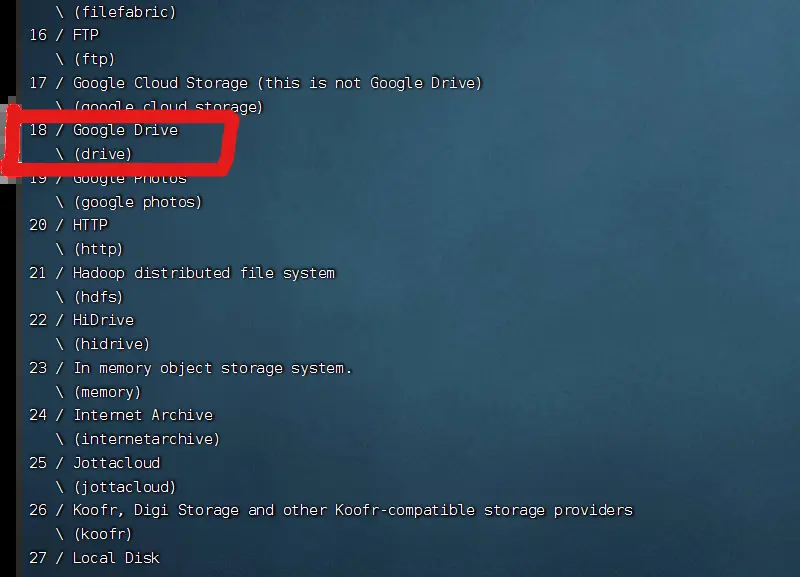 \ (filefabric)
16 / FTP
\ (ftp)
17 / Google Cloud Storage (this is not Google Drive)
\ (google cloud storage)
18 / Google Drive
\ (drive)
19 / Google Photos
\ (google photos)
20 / HTTP
\ (http)
21 / Hadoop distributed file system
\ (hdfs)
22 / HiDrive
\ (hidrive)
23 / In memory object storage system.
\ (memory)
24 / Internet Archive
\ (internetarchive)
25 / Jottacloud
\ (jottacloud)
26 / Koofr, Digi Storage and other Koofr-compatible storage providers
\ (koofr)
27 / Local Disk